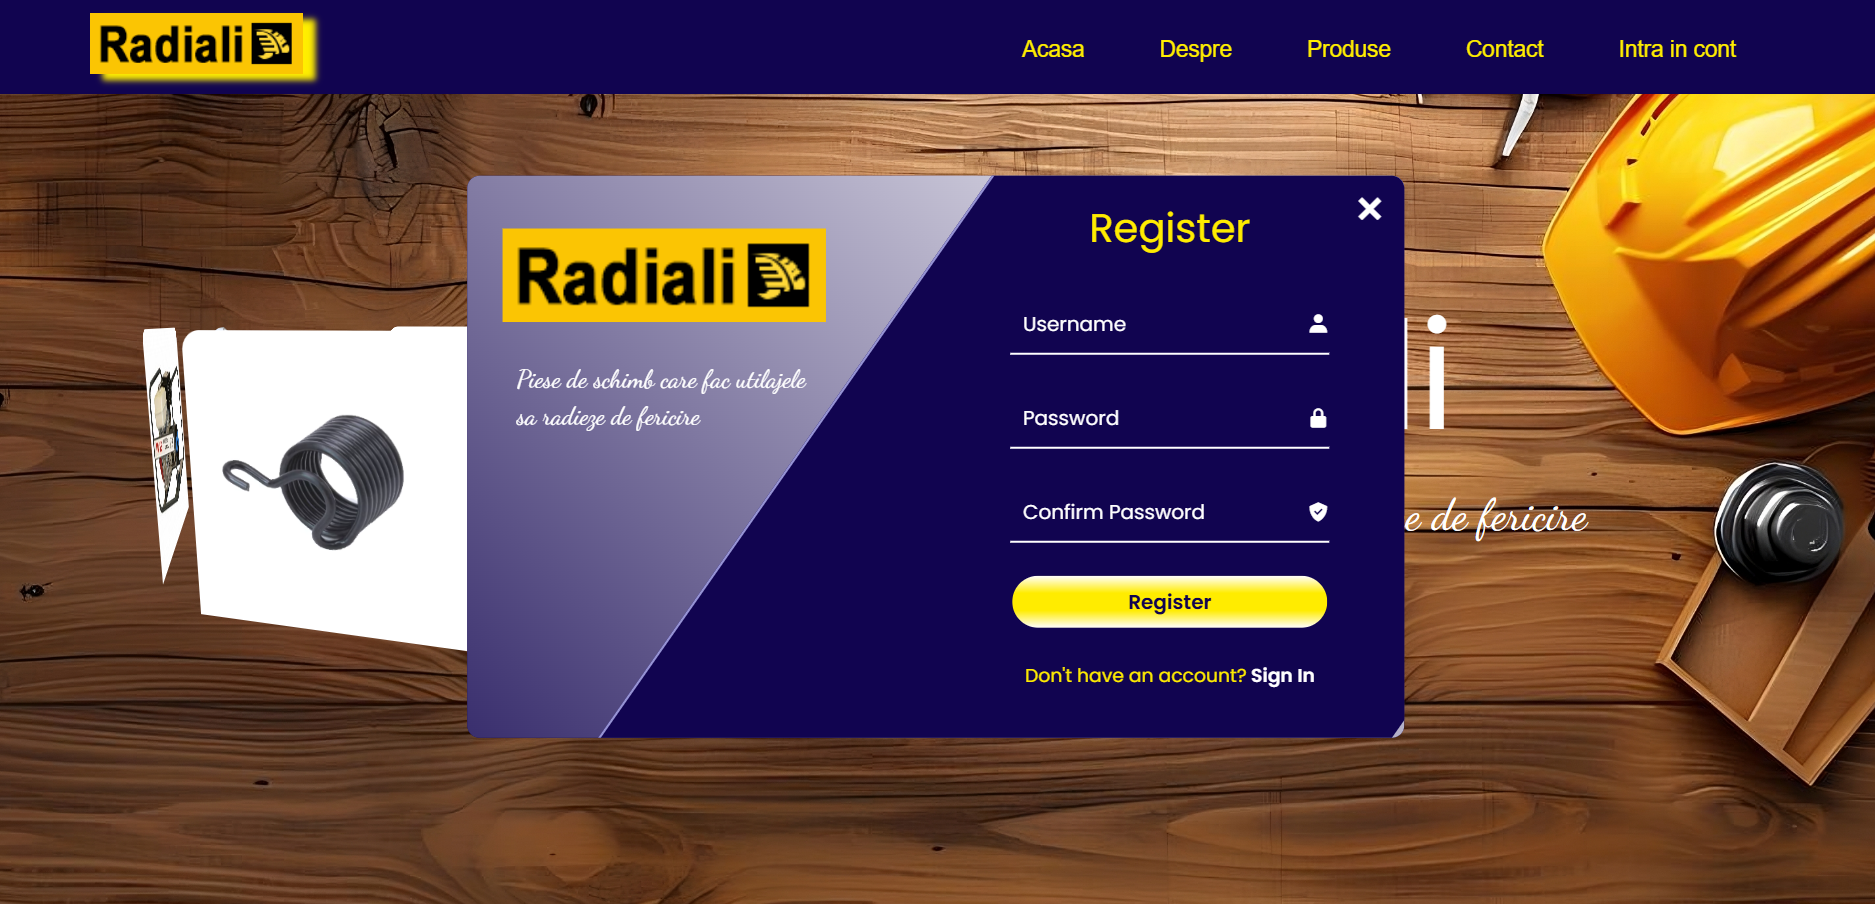 Radiali
Acasa
Despre
Produse
Contact
Intra in cont
Radiali
Piese de schimb care fac utilajele
sa radieze de fericire
Register
Username
Password
Confirm Password
Register
Don't have an account? Sign In
li
e de fericire